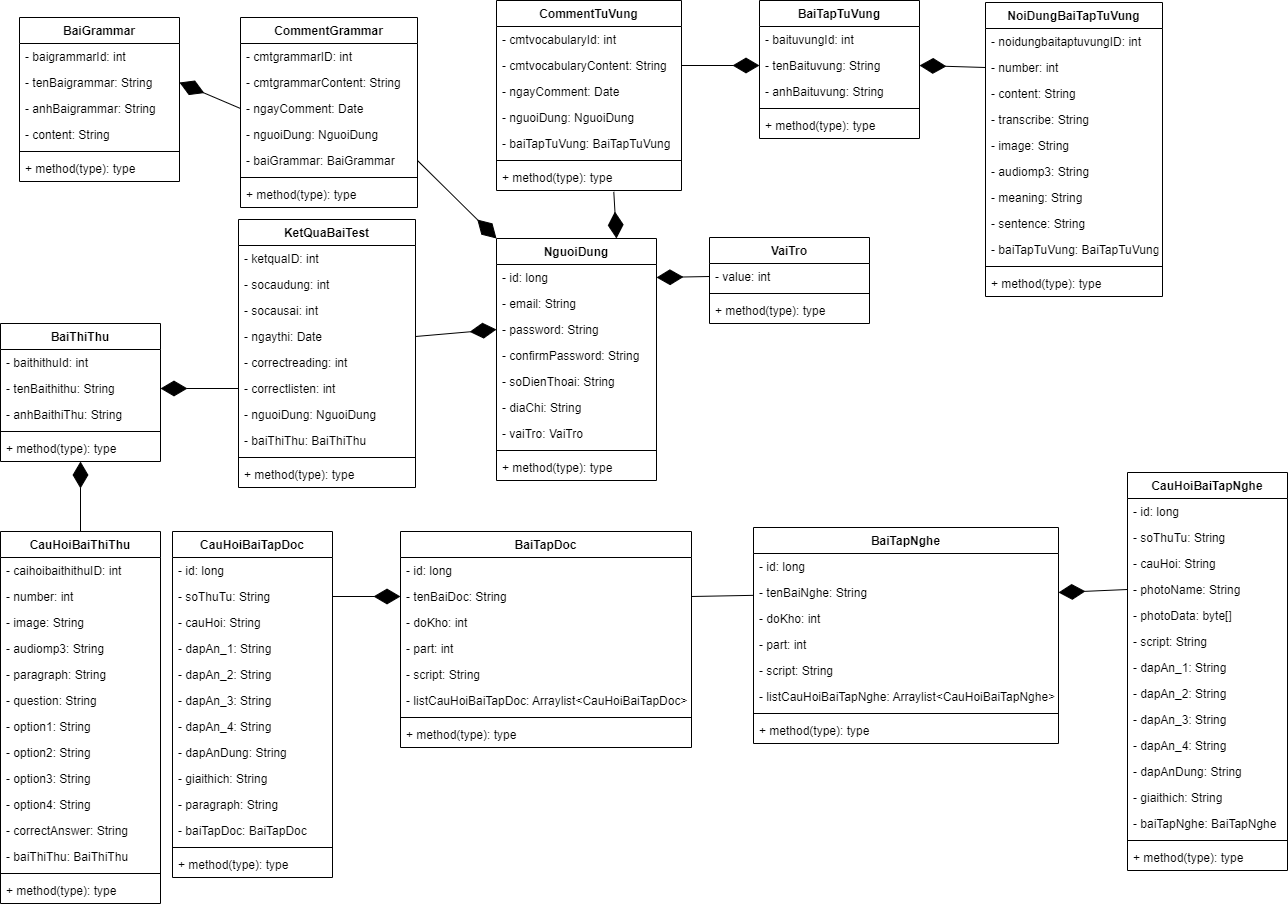 BaiGrammar
- baigrammarId: int
- tenBaigrammar: String
- anhBaigrammar: String
- content: String
+ method(type): type
CommentGrammar
- cmtgrammarID: int
- cmtgrammarContent: String
- ngayComment: Date
- nguoiDung: NguoiDung
- baiGrammar: BaiGrammar
+ method(type): type
CommentTuVung
- cmtvocabularyId: int
- cmtvocabularyContent: String
- ngayComment: Date
- nguoiDung: NguoiDung
- baiTapTuVung: BaiTapTuVung
+ method(type): type
BaiTapTuVung
- baituvungId: int
- tenBaituvung: String
- anhBaituvung: String
+ method(type): type
NoiDungBaiTapTuVung
- noidungbaitaptuvungID: int
- number: int
- content: String
- transcribe: String
- image: String
- audiomp3: String
- meaning: String
- sentence: String
- baiTapTuVung: BaiTapTuVung
+ method(type): type
KetQuaBaiTest
- ketquaID: int
- socaudung: int
- socausai: int
- ngaythi: Date
- correctreading: int
- correctlisten: int
- nguoiDung: NguoiDung
- baiThiThu: BaiThiThu
+ method(type): type
NguoiDung
- id: long
- email: String
- password: String
- confirmPassword: String
- soDienThoai: String
- diaChi: String
- vaiTro: VaiTro
+ method(type): type
VaiTro
- value: int
+ method(type): type
BaiThiThu
- baithithuId: int
- tenBaithithu: String
- anhBaithiThu: String
+ method(type): type
CauHoiBaiThiThu
- caihoibaithithuID: int
- number: int
- image: String
- audiomp3: String
- paragraph: String
- question: String
- option1: String
- option2: String
- option3: String
- option4: String
- correctAnswer: String
- baiThiThu: BaiThiThu
+ method(type): type
CauHoiBaiTapDoc
- id: long
- soThuTu: String
- cauHoi: String
- dapAn_1: String
- dapAn_2: String
- dapAn_3: String
- dapAn_4: String
- dapAnDung: String
- giaithich: String
- paragraph: String
- baiTapDoc: BaiTapDoc
+ method(type): type
BaiTapDoc
- id: long
- tenBaiDoc: String
- doKho: int
- part: int
- script: String
- listCauHoiBaiTapDoc: Arraylist<CauHoiBaiTapDoc>
+ method(type): type
BaiTapNghe
- id: long
- tenBaiNghe: String
- doKho: int
- part: int
- script: String
- listCauHoiBaiTapNghe: Arraylist<CauHoiBaiTapNghe>
+ method(type): type
CauHoiBaiTapNghe
- id: long
- soThuTu: String
- cauHoi: String
- photoName: String
- photoData: byte[]
- script: String
- dapAn_1: String
- dapAn_2: String
- dapAn_3: String
- dapAn_4: String
- dapAnDung: String
- giaithich: String
- baiTapNghe: BaiTapNghe
+ method(type): type